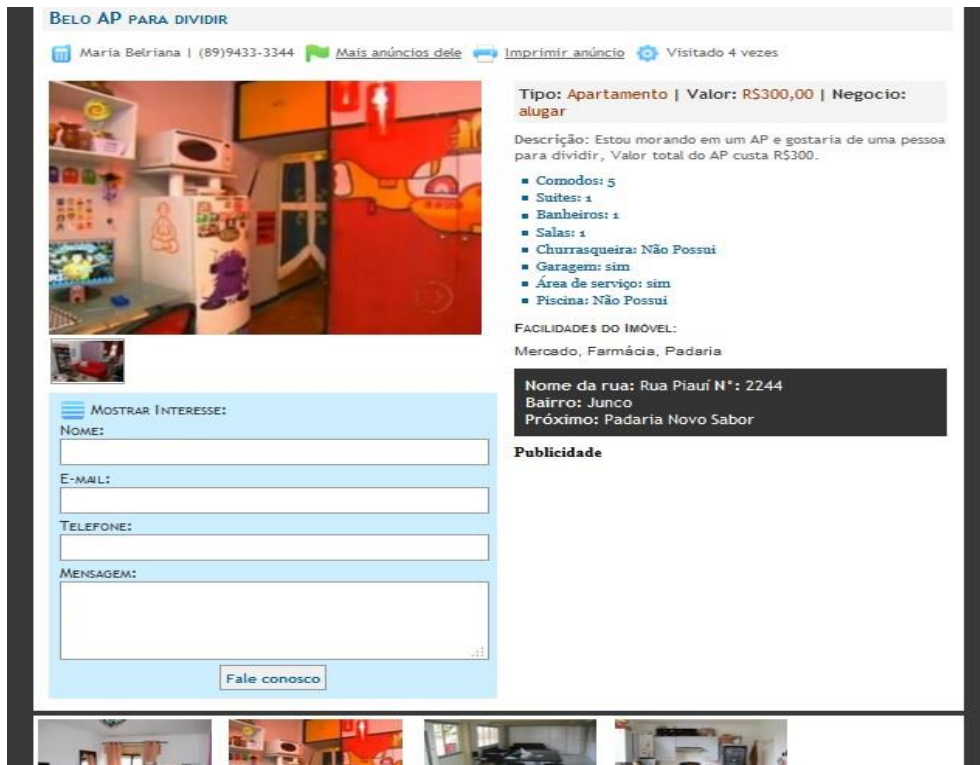 Belo AP para dividir
Maria Belriana | (89)9433-3344 Mais anúncios dele Imprimir anúncio Visitado 4 vezes
Tipo: Apartamento | Valor: R$300,00 | Negocio:
alugar
Descrição: Estou morando em um AP e gostaria de uma pessoa
para dividir, Valor total do AP custa R$300.
Comodos: 5
Suites: 1
Banheiros: 1
Salas: 1
Churrasqueira: Não Possui
Garagem: sim
Área de serviço: sim
Piscina: Não Possui
Facilidades do Imóvel:
Mercado, Farmácia, Padaria
Nome da rua: Rua Piauí N°: 2244
Bairro: Junco
Próximo: Padaria Novo Sabor
Publicidade
Mostrar Interesse:
Nome:
E-mail:
Telefone:
Mensagem:
Fale conosco